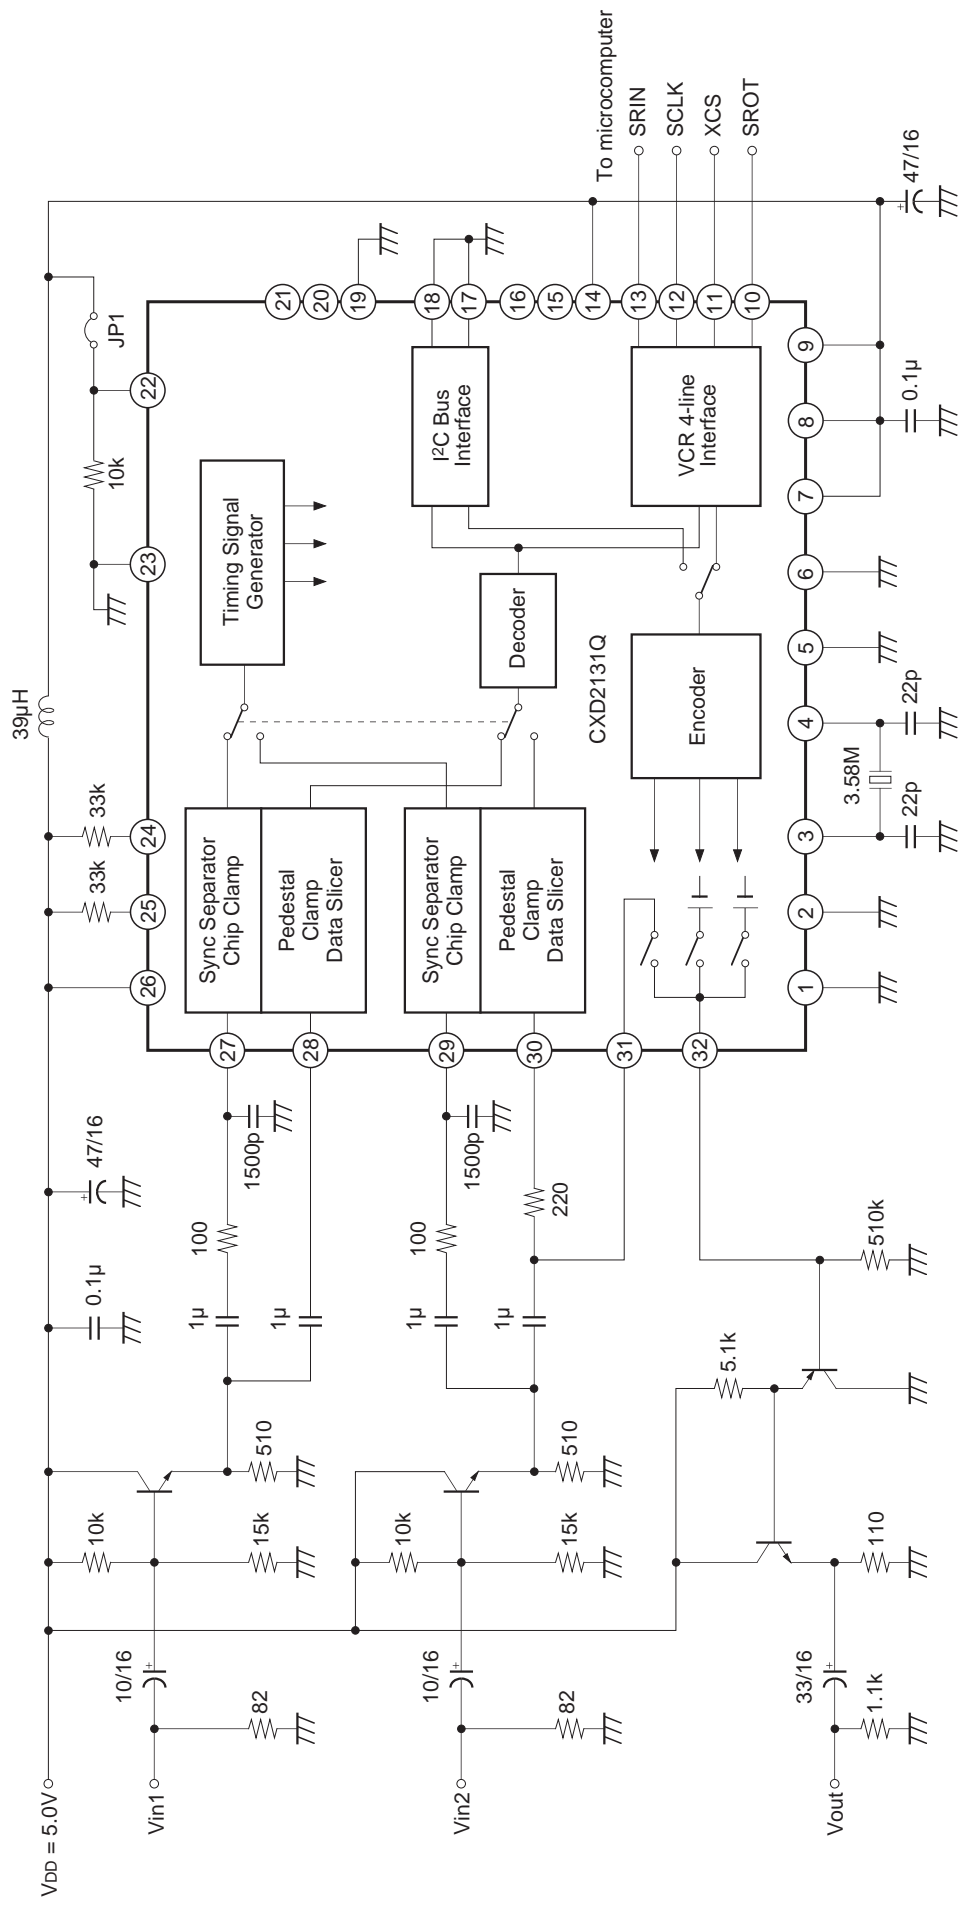 VDD = 5.0V
39µH
10k
10k
JP1
33k
33k
47/16
0.1µ
26
25
24
23
22
21
20
19
18
17
16
15
14
13
12
11
10
9
8
7
6
5
4
3
2
1
27
28
29
30
31
32
Vin1
10/16
82
15k
510
1µ
100
1500p
1µ
Sync Separator
Chip Clamp
Pedestal
Clamp
Data Slicer
Timing Signal
Generator
Vin2
10/16
82
10k
15k
510
1µ
100
1500p
1µ
220
Sync Separator
Chip Clamp
Pedestal
Clamp
Data Slicer
Decoder
I²C Bus
Interface
CXD2131Q
Encoder
VCR 4-line
Interface
To microcomputer
SRIN
SCLK
XCS
SROT
Vout
33/16
1.1k
110
5.1k
510k
22p
3.58M
22p
0.1µ
47/16